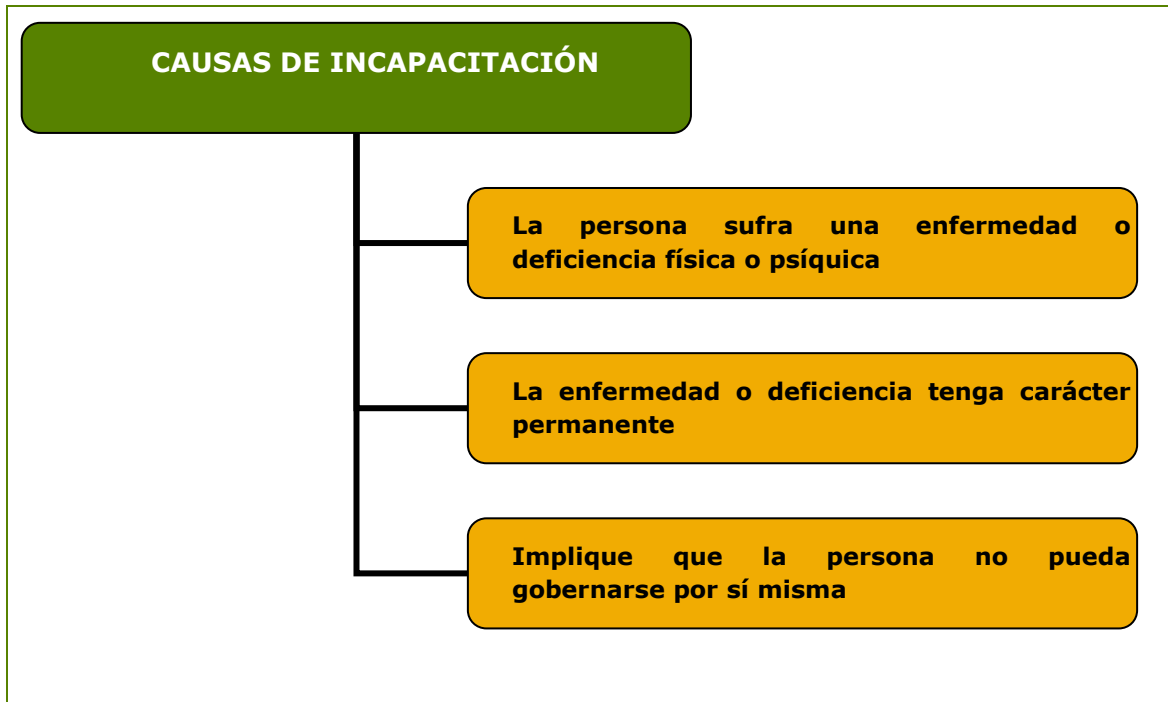 CAUSAS DE INCAPACITACIÓN
La persona sufra una enfermedad o
deficiencia física o psíquica
La enfermedad o deficiencia tenga carácter
permanente
Implique que la persona no pueda
gobernarse por sí misma